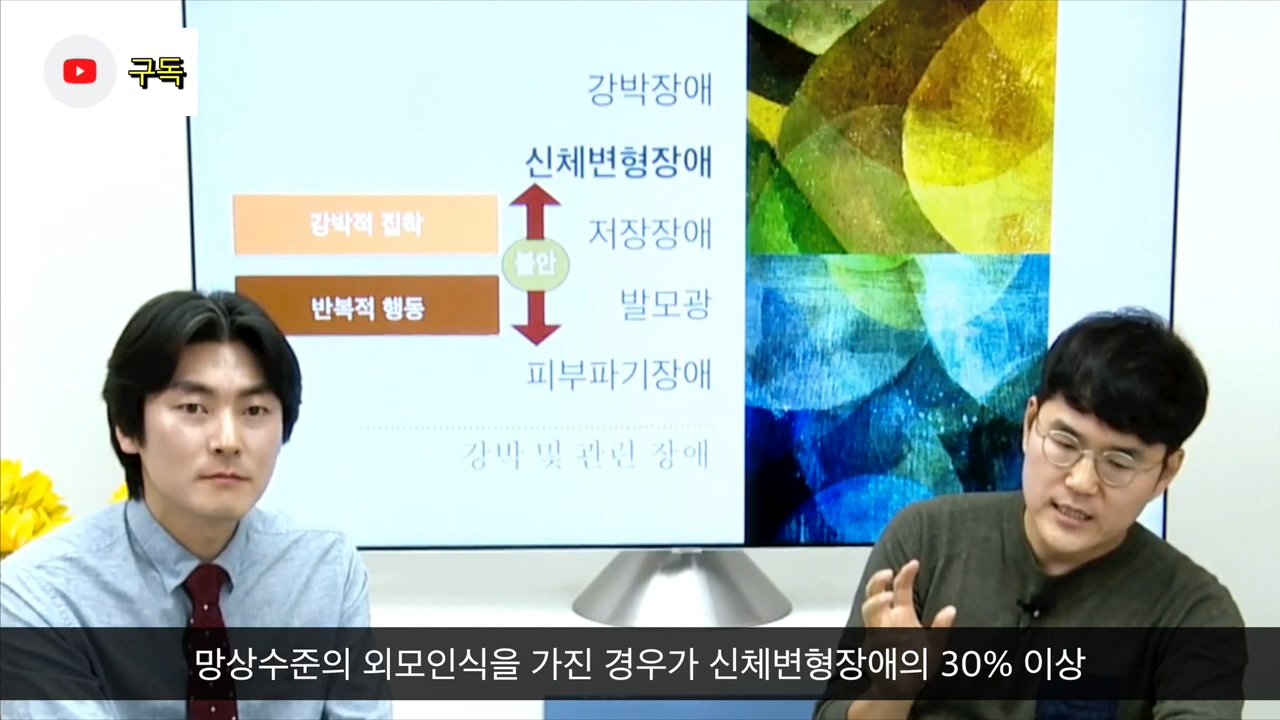 구독
강박장애
신체변형장애
강박적 집착
저장장애
불안
반복적 행동
발모광
피부파기장애
강박 및 관련 장애
망상수준의 외모인식을 가진 경우가 신체변형장애의 30% 이상